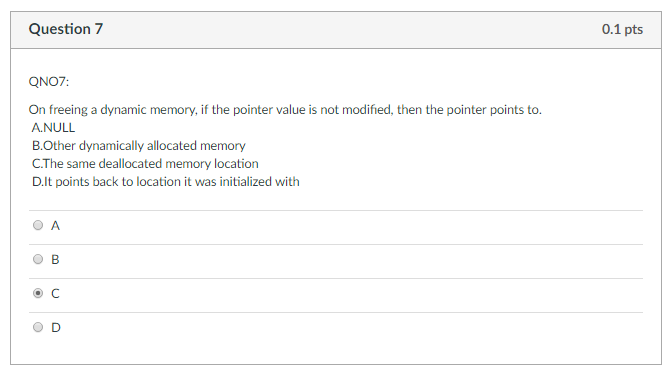 Question 7
0.1 pts
QNO7:
On freeing a dynamic memory, if the pointer value is not modified, then the pointer points to.
A.NULL
B.Other dynamically allocated memory
C.The same deallocated memory location
D.It points back to location it was initialized with
A
B
C
D